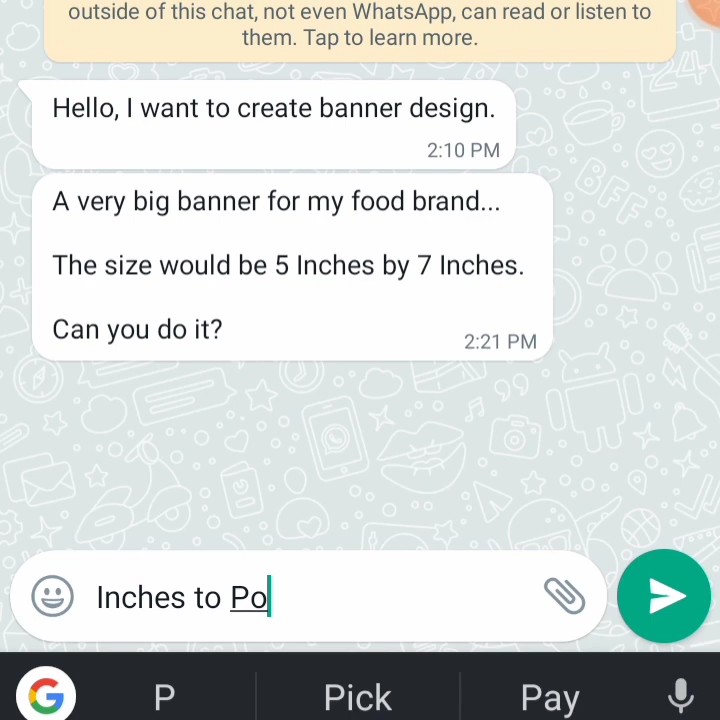 outside of this chat, not even WhatsApp, can read or listen to
them. Tap to learn more.
24
Hello, I want to create banner design.
2:10 PM
BFF
A very big banner for my food brand...
The size would be 5 Inches by 7 Inches.
Can you do it?
2:21 PM
Inches to Po
G
P Pick Pay